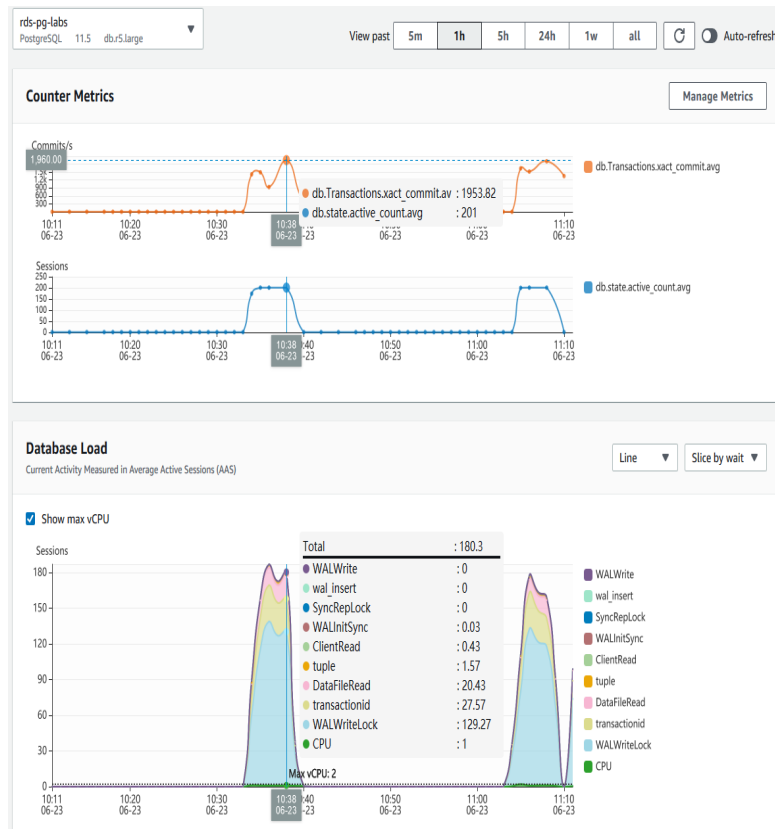 rds-pg-labs
PostgreSQL 11.5 db.r5.large
View past 5m 1h 5h 24h 1w all Auto-refresh
Counter Metrics
Manage Metrics
Commits/s
1,960.00
1.5k
1.2k
900
600
300
db.Transactions.xact_commit.avg
db.Transactions.xact_commit.av : 1953.82
db.state.active_count.avg : 201
10:11 10:20 10:30 10:38 11:00 11:10
06-23 06-23 06-23 06-23 -23 06-23 06-23 06-23
Sessions
250
200
150
100
50
0
db.state.active_count.avg
10:11 10:20 10:30 10:38 :40 10:50 11:00 11:10
06-23 06-23 06-23 06-23 -23 06-23 06-23 06-23
Database Load
Current Activity Measured in Average Active Sessions (AAS)
Line Slice by wait
Show max vCPU
Sessions
180
150
120
90
60
30
0
Total : 180.3
WALWrite : 0
wal_insert : 0
SyncRepLock : 0
WALInitSync : 0.03
ClientRead : 0.43
tuple : 1.57
DataFileRead : 20.43
transactionid : 27.57
WALWriteLock : 129.27
CPU : 1
Max vCPU: 2
WALWrite
wal_insert
SyncRepLock
WALInitSync
ClientRead
tuple
DataFileRead
transactionid
WALWriteLock
CPU
10:11 10:20 10:30 10:38 :40 10:50 11:00 11:10
06-23 06-23 06-23 06-23 -23 06-23 06-23 06-23